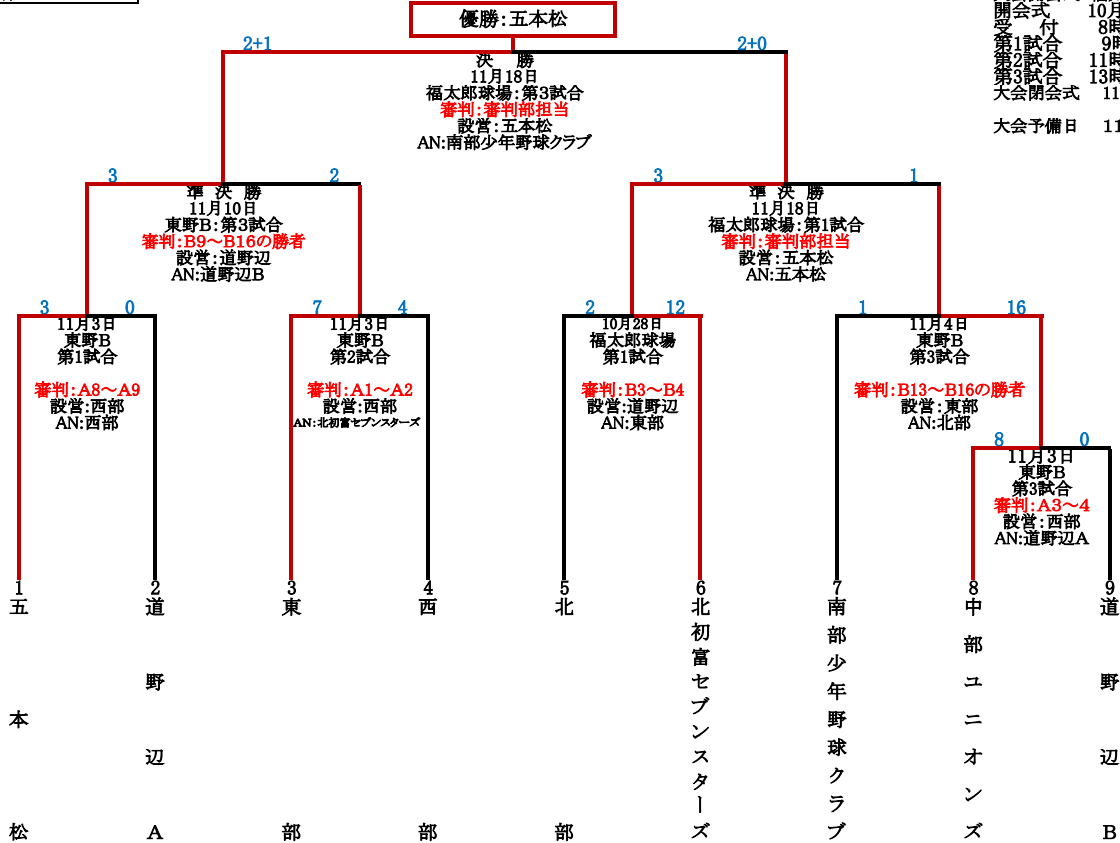 優勝：五本松
開会式　10月
受　付　8時
第1試合　9時
第2試合　11時
第3試合　13時
大会閉会式　11
大会予備日　11
2+1
2+0
決　勝
11月18日
福太郎球場：第3試合
審判：審判部担当
設営：五本松
AN:南部少年野球クラブ
3
2
準　決　勝
11月10日
東野B：第3試合
審判：B9～B16の勝者
設営：道野辺
AN:道野辺B
3
1
準　決　勝
11月18日
福太郎球場：第1試合
審判：審判部担当
設営：五本松
AN:五本松
3
0
11月3日
東野B
第1試合
審判：A8～A9
設営：西部
AN:西部
7
4
11月3日
東野B
第2試合
審判：A1～A2
設営：西部
AN：北初富セブンスターズ
2
12
10月28日
福太郎球場
第1試合
審判：B3～B4
設営：道野辺
AN:東部
1
16
11月4日
東野B
第3試合
審判：B13～B16の勝者
設営：東部
AN:北部
8
0
11月3日
東野B
第3試合
審判：A3～4
設営：西部
AN:道野辺A
1
五本松
2
道野辺A
3
東部
4
西部
5
北部
6
北初富セブンスターズ
7
南部少年野球クラブ
8
中部ユニオンズ
9
道野辺B